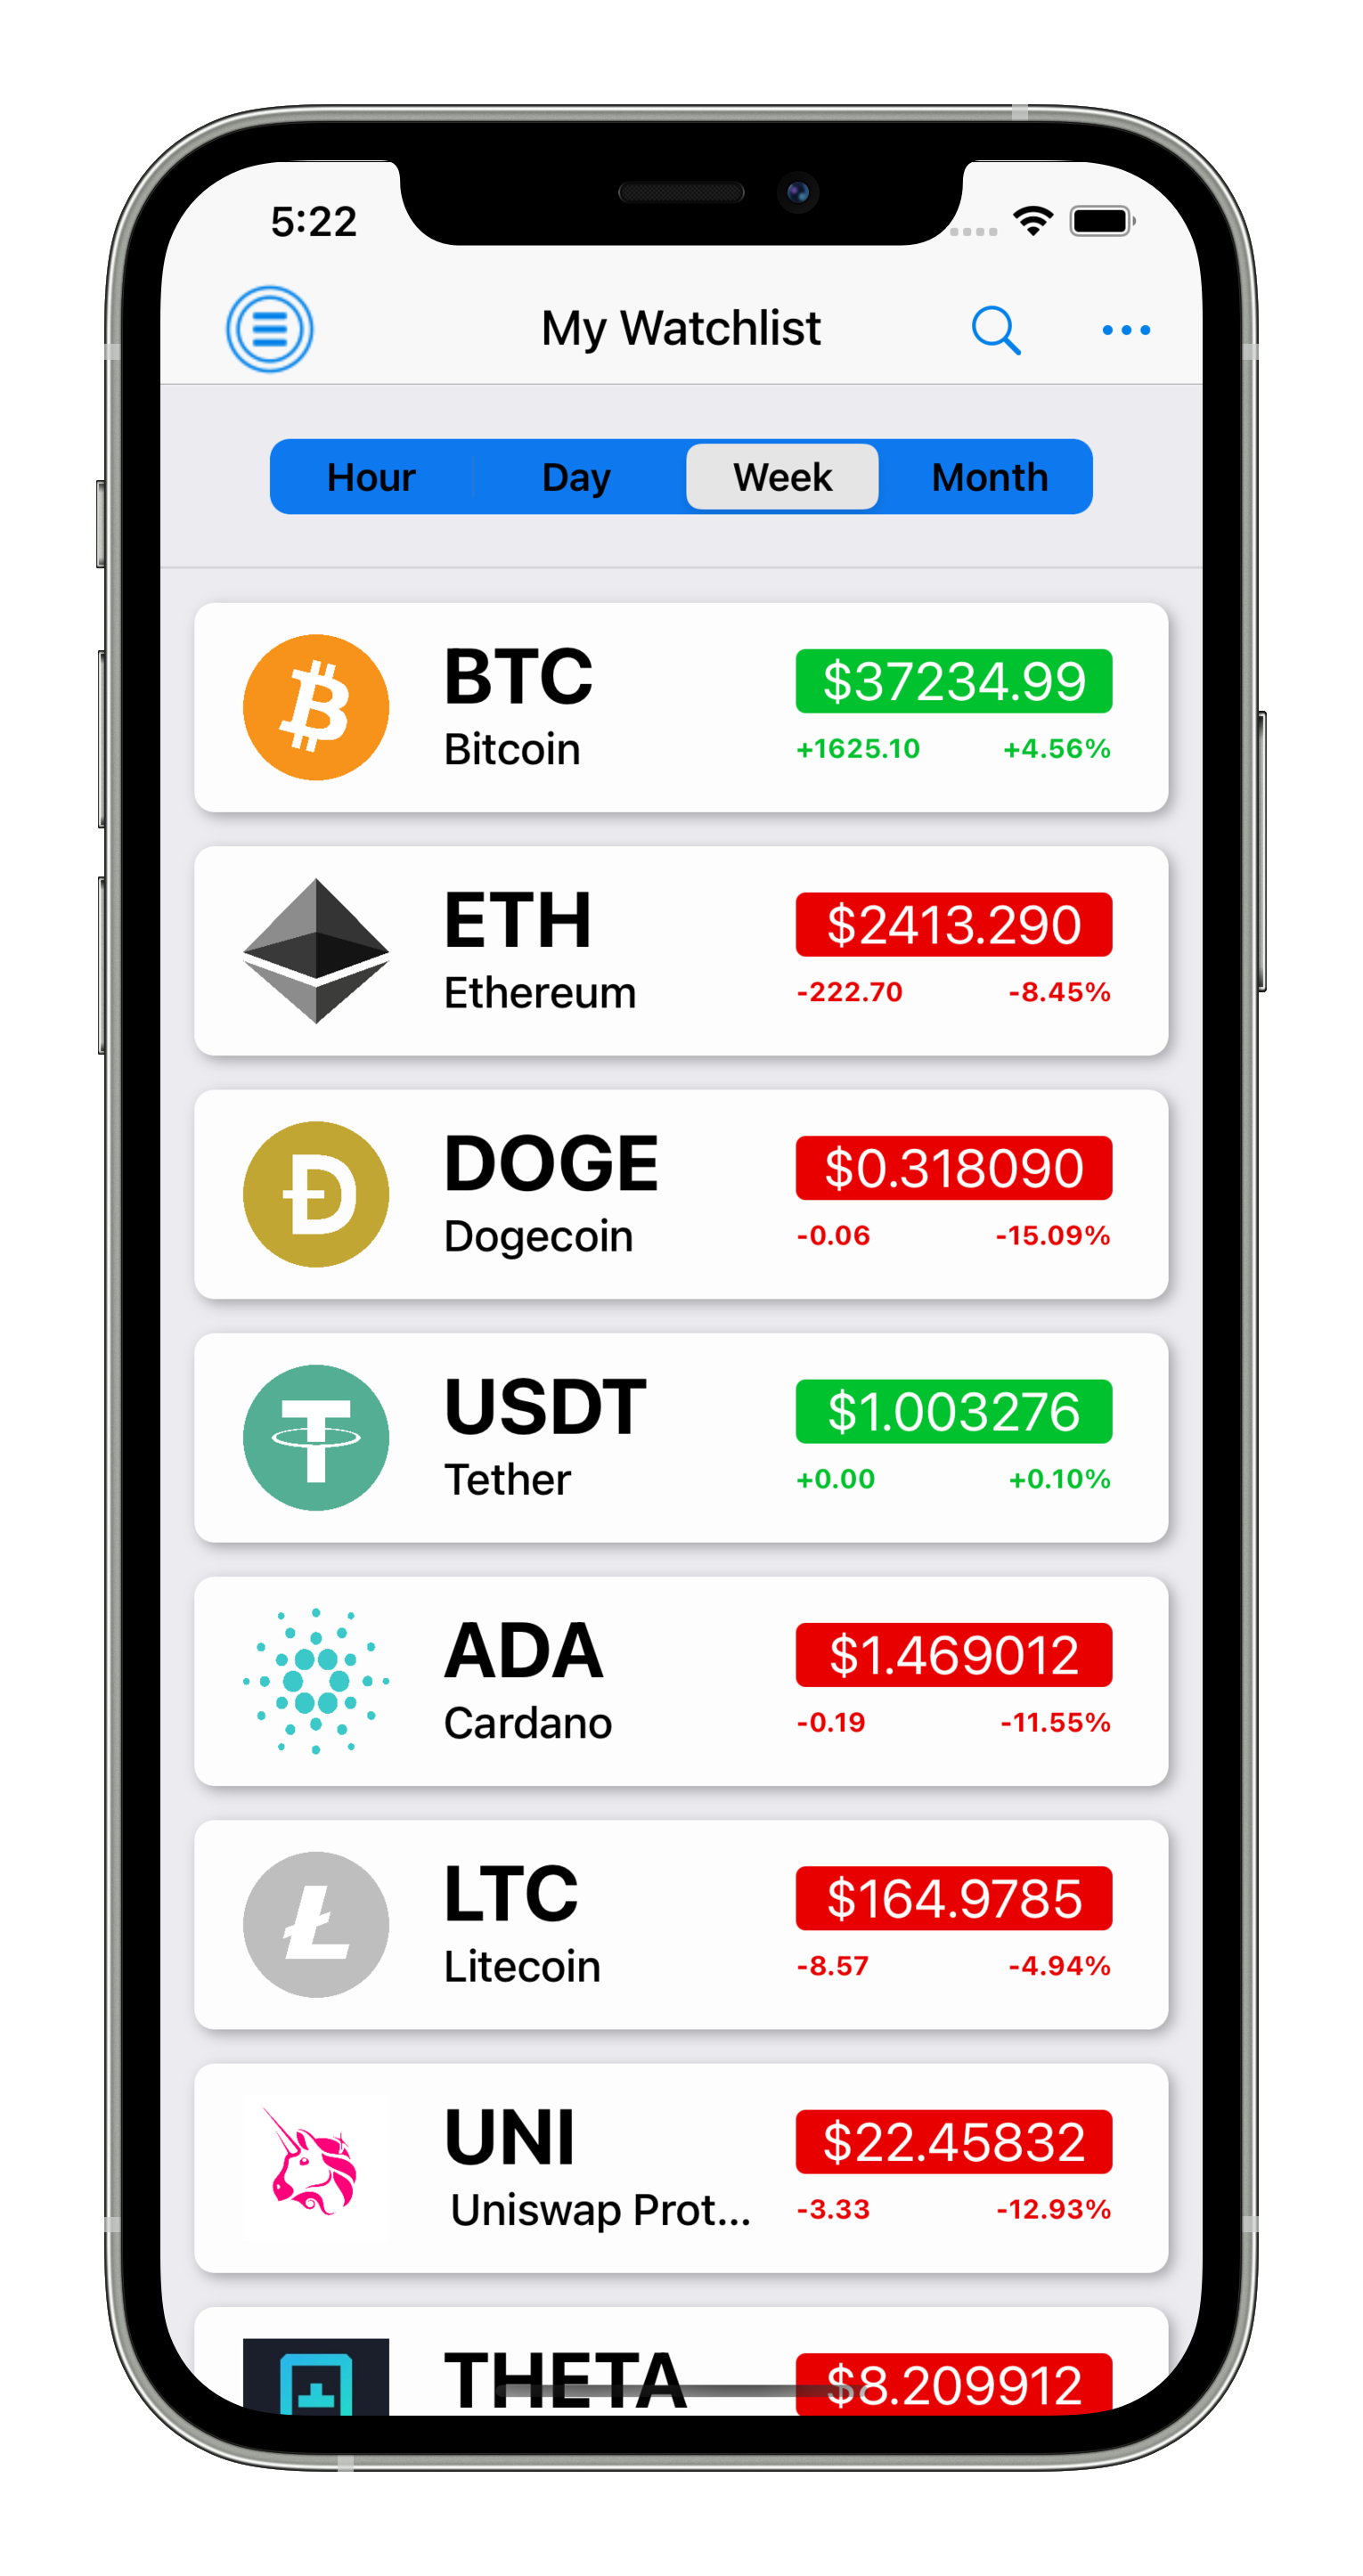 5:22
My Watchlist
Hour Day Week Month
BTC $37234.99
Bitcoin +1625.10 +4.56%
ETH $2413.290
Ethereum -222.70 -8.45%
DOGE $0.318090
Dogecoin -0.06 -15.09%
USDT $1.003276
Tether +0.00 +0.10%
ADA $1.469012
Cardano -0.19 -11.55%
LTC $164.9785
Litecoin -8.57 -4.94%
UNI $22.45832
Uniswap Prot... -3.33 -12.93%
THETA $8.209912